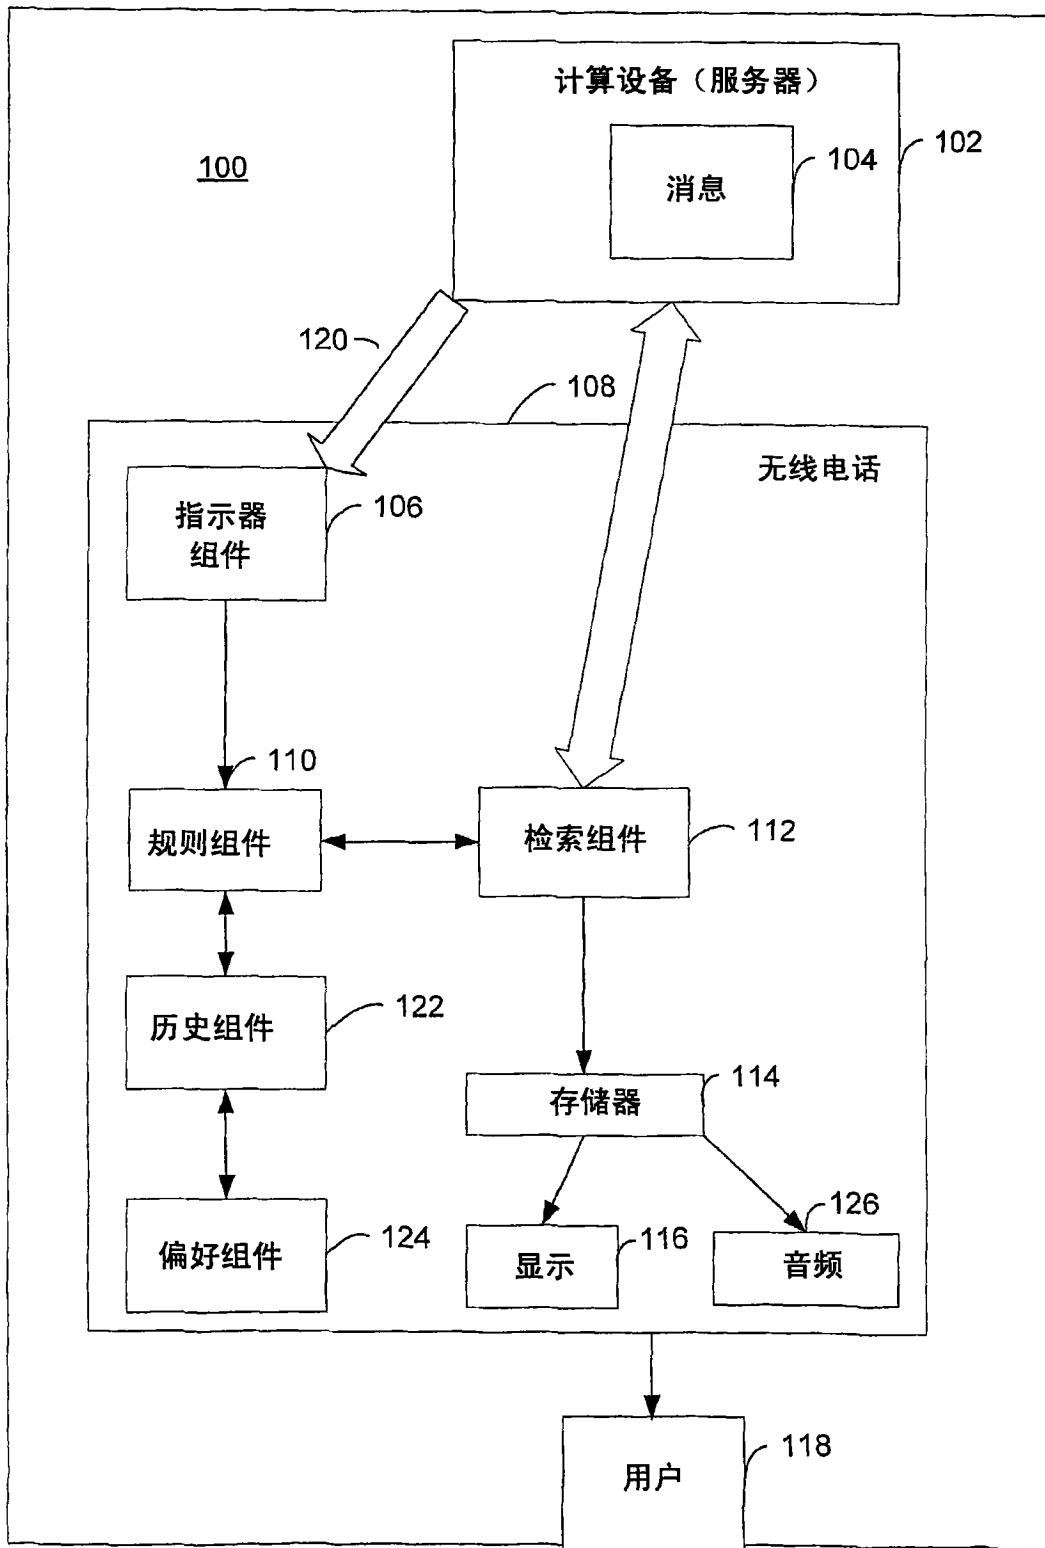 计算设备（服务器）
102
104
消息
100
120
108
无线电话
指示器
组件
106
110
规则组件
检索组件
112
历史组件
122
存储器
114
偏好组件
124
显示
116
126
音频
用户
118